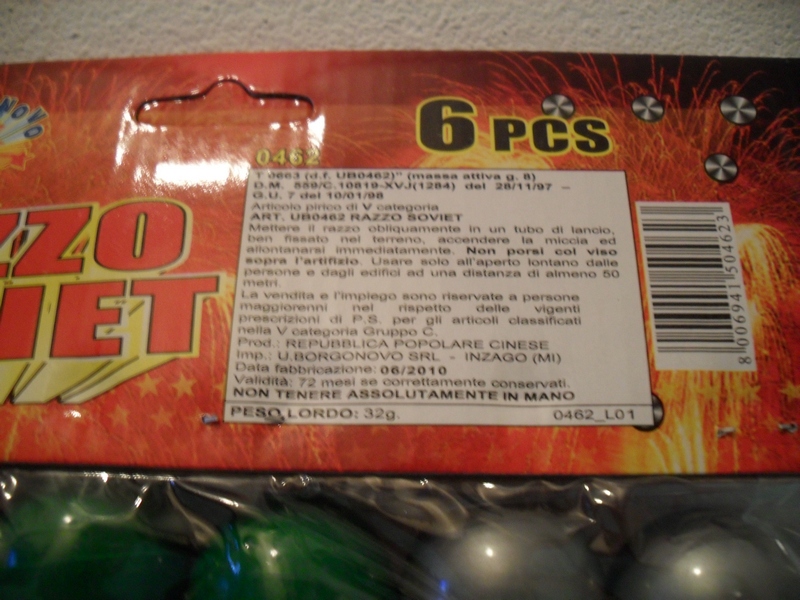 NOVO
6 PCS
0462
T 0663 (d.f. UB0462)" (massa attiva g. 8)
D.M. 559/C.10819-XVJ(1284) del 28/11/97 –
G.U. 7 del 10/01/98
Articolo pirico di V categoria
ART. UB0462 RAZZO SOVIET
Mettere il razzo obliquamente in un tubo di lancio,
ben fissato nel terreno, accendere la miccia ed
allontanarsi immediatamente. Non porsi col viso
sopra l'artifizio. Usare solo all'aperto lontano dalle
persone e dagli edifici ad una distanza di almeno 50
metri.
La vendita e l'impiego sono riservate a persone
maggiorenni nel rispetto delle vigenti
prescrizioni di P.S. per gli articoli classificati
nella V categoria Gruppo C.
Prod.: REPUBBLICA POPOLARE CINESE
Imp.: U.BORGONOVO SRL - INZAGO (MI)
Data fabbricazione: 06/2010
Validità: 72 mesi se correttamente conservati.
NON TENERE ASSOLUTAMENTE IN MANO
PESO LORDO: 32g. 0462_L01
ZZO
VIET
8 006941 504623